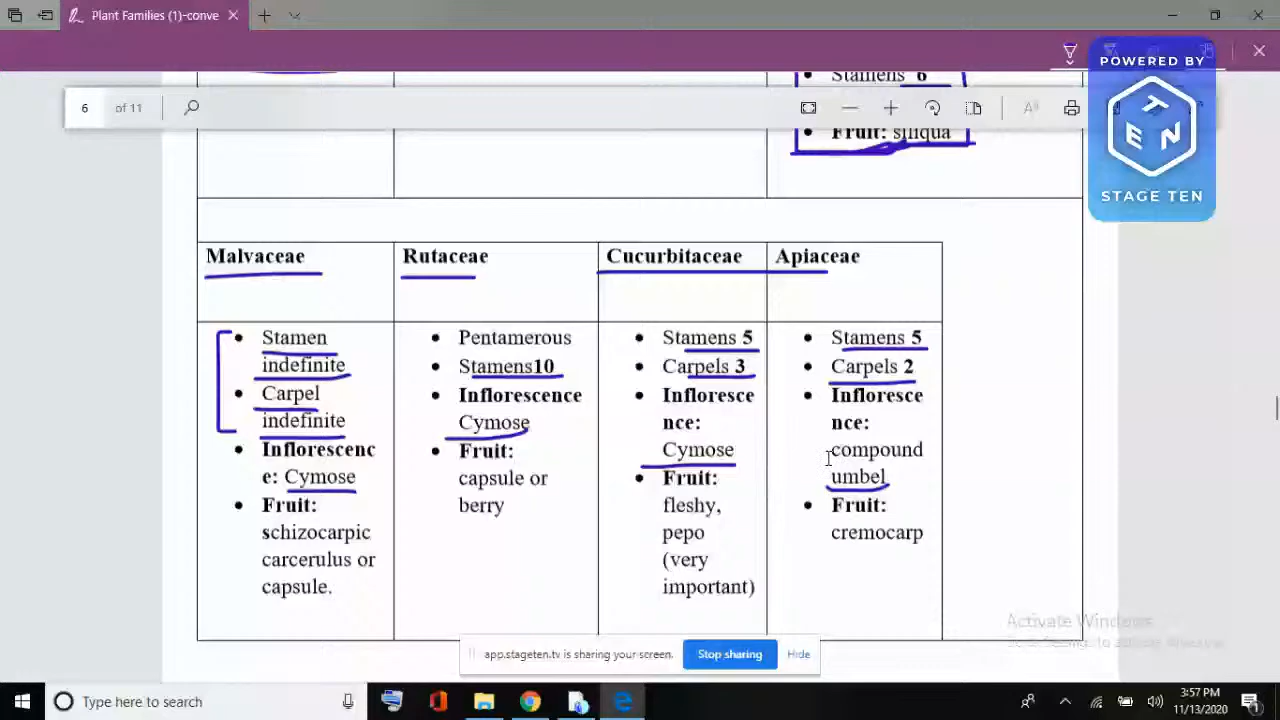 Plant Families (1)-conve
POWERED BY
TEN
STAGE TEN
6 of 11
• Stamens 6
• Fruit: siliqua
Malvaceae
• Stamen
indefinite
• Carpel
indefinite
• Inflorescenc
e: Cymose
• Fruit:
schizocarpic
carcerulus or
capsule.
Rutaceae
• Pentamerous
• Stamens10
• Inflorescence
Cymose
• Fruit:
capsule or
berry
Cucurbitaceae
• Stamens 5
• Carpels 3
• Infloresce
nce:
Cymose
• Fruit:
fleshy,
pepo
(very
important)
Apiaceae
• Stamens 5
• Carpels 2
• Infloresce
nce:
compound
umbel
• Fruit:
cremocarp
Activate Windows
app.stageten.tv is sharing your screen.
Stop sharing
Hide
Type here to search
3:57 PM
11/13/2020